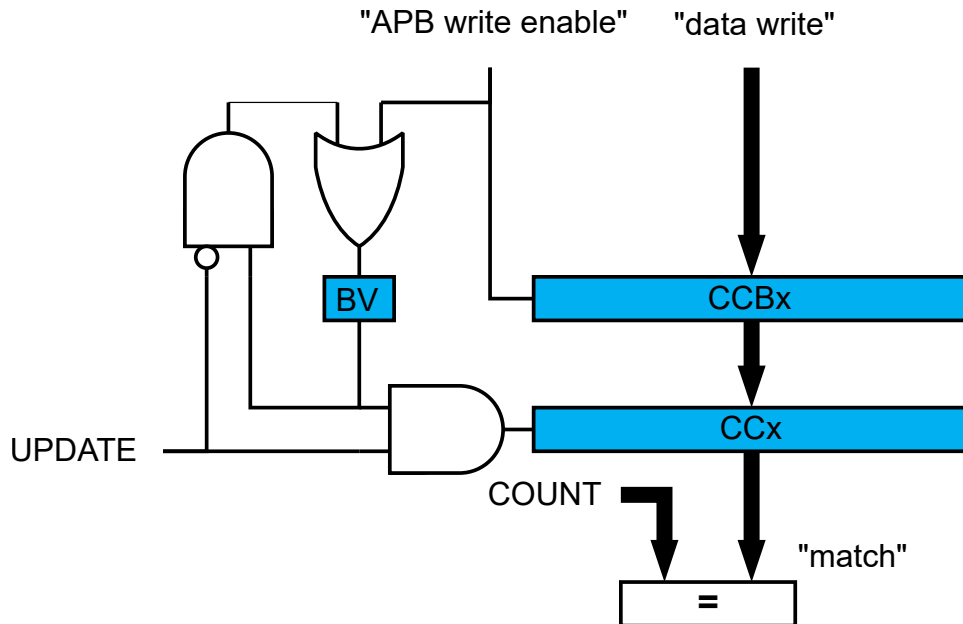 "APB write enable"
"data write"
BV
CCBx
CCx
UPDATE
COUNT
"match"
=